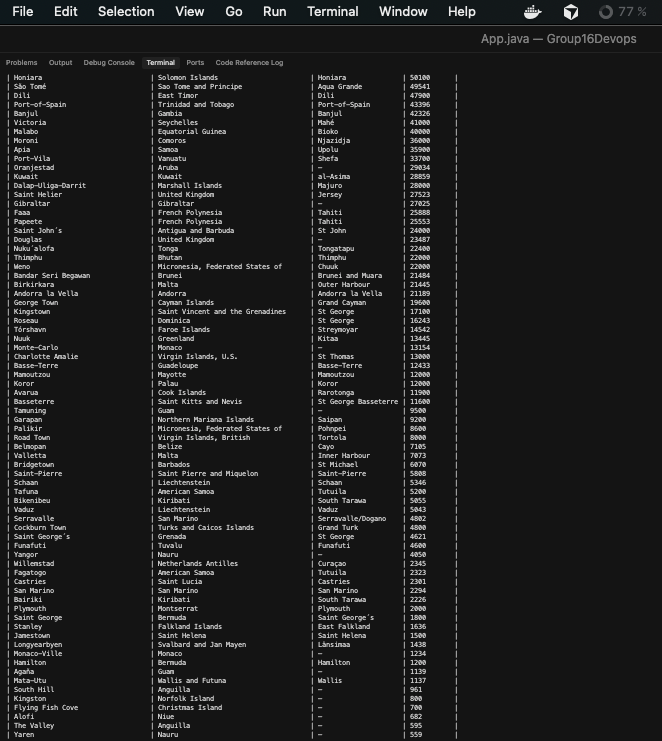 File Edit Selection View Go Run Terminal Window Help 77 %
App.java — Group16Devops
Problems Output Debug Console Terminal Ports Code Reference Log
| Honiara | Solomon Islands | Honiara | 50100 |
| São Tomé | Sao Tome and Principe | Aqua Grande | 49541 |
| Dili | East Timor | Dili | 47900 |
| Port-of-Spain | Trinidad and Tobago | Port-of-Spain | 43396 |
| Banjul | Gambia | Banjul | 42326 |
| Victoria | Seychelles | Mahé | 41000 |
| Malabo | Equatorial Guinea | Bioko | 40000 |
| Moroni | Comoros | Njazidja | 36000 |
| Apia | Samoa | Upolu | 35900 |
| Port-Vila | Vanuatu | Shefa | 33700 |
| Oranjestad | Aruba | – | 29034 |
| Kuwait | Kuwait | al-Asima | 28859 |
| Dalap-Uliga-Darrit | Marshall Islands | Majuro | 28000 |
| Saint Helier | United Kingdom | Jersey | 27523 |
| Gibraltar | Gibraltar | – | 27025 |
| Faaa | French Polynesia | Tahiti | 25888 |
| Papeete | French Polynesia | Tahiti | 25553 |
| Saint John´s | Antigua and Barbuda | St John | 24000 |
| Douglas | United Kingdom | – | 23487 |
| Nuku´alofa | Tonga | Tongatapu | 22400 |
| Thimphu | Bhutan | Thimphu | 22000 |
| Weno | Micronesia, Federated States of | Chuuk | 22000 |
| Bandar Seri Begawan | Brunei | Brunei and Muara | 21484 |
| Birkirkara | Malta | Outer Harbour | 21445 |
| Andorra la Vella | Andorra | Andorra la Vella | 21189 |
| George Town | Cayman Islands | Grand Cayman | 19600 |
| Kingstown | Saint Vincent and the Grenadines | St George | 17100 |
| Roseau | Dominica | St George | 16243 |
| Tórshavn | Faroe Islands | Streymoyar | 14542 |
| Nuuk | Greenland | Kitaa | 13445 |
| Monte-Carlo | Monaco | – | 13154 |
| Charlotte Amalie | Virgin Islands, U.S. | St Thomas | 13000 |
| Basse-Terre | Guadeloupe | Basse-Terre | 12433 |
| Mamoutzou | Mayotte | Mamoutzou | 12000 |
| Koror | Palau | Koror | 12000 |
| Avarua | Cook Islands | Rarotonga | 11900 |
| Basseterre | Saint Kitts and Nevis | St George Basseterre | 11600 |
| Tamuning | Guam | – | 9500 |
| Garapan | Northern Mariana Islands | Saipan | 9200 |
| Palikir | Micronesia, Federated States of | Pohnpei | 8600 |
| Road Town | Virgin Islands, British | Tortola | 8000 |
| Belmopan | Belize | Cayo | 7105 |
| Valletta | Malta | Inner Harbour | 7073 |
| Bridgetown | Barbados | St Michael | 6070 |
| Saint-Pierre | Saint Pierre and Miquelon | Saint-Pierre | 5808 |
| Schaan | Liechtenstein | Schaan | 5346 |
| Tafuna | American Samoa | Tutuila | 5200 |
| Bikenibeu | Kiribati | South Tarawa | 5055 |
| Vaduz | Liechtenstein | Vaduz | 5043 |
| Serravalle | San Marino | Serravalle/Dogano | 4802 |
| Cockburn Town | Turks and Caicos Islands | Grand Turk | 4800 |
| Saint George´s | Grenada | St George | 4621 |
| Funafuti | Tuvalu | Funafuti | 4600 |
| Yangor | Nauru | – | 4050 |
| Willemstad | Netherlands Antilles | Curaçao | 2345 |
| Fagatogo | American Samoa | Tutuila | 2323 |
| Castries | Saint Lucia | Castries | 2301 |
| San Marino | San Marino | San Marino | 2294 |
| Bairiki | Kiribati | South Tarawa | 2226 |
| Plymouth | Montserrat | Plymouth | 2000 |
| Saint George | Bermuda | Saint George´s | 1800 |
| Stanley | Falkland Islands | East Falkland | 1636 |
| Jamestown | Saint Helena | Saint Helena | 1500 |
| Longyearbyen | Svalbard and Jan Mayen | Länsimaa | 1438 |
| Monaco-Ville | Monaco | – | 1234 |
| Hamilton | Bermuda | Hamilton | 1200 |
| Agaña | Guam | – | 1139 |
| Mata-Utu | Wallis and Futuna | Wallis | 1137 |
| South Hill | Anguilla | – | 961 |
| Kingston | Norfolk Island | – | 800 |
| Flying Fish Cove | Christmas Island | – | 700 |
| Alofi | Niue | – | 682 |
| The Valley | Anguilla | – | 595 |
| Yaren | Nauru | – | 559 |